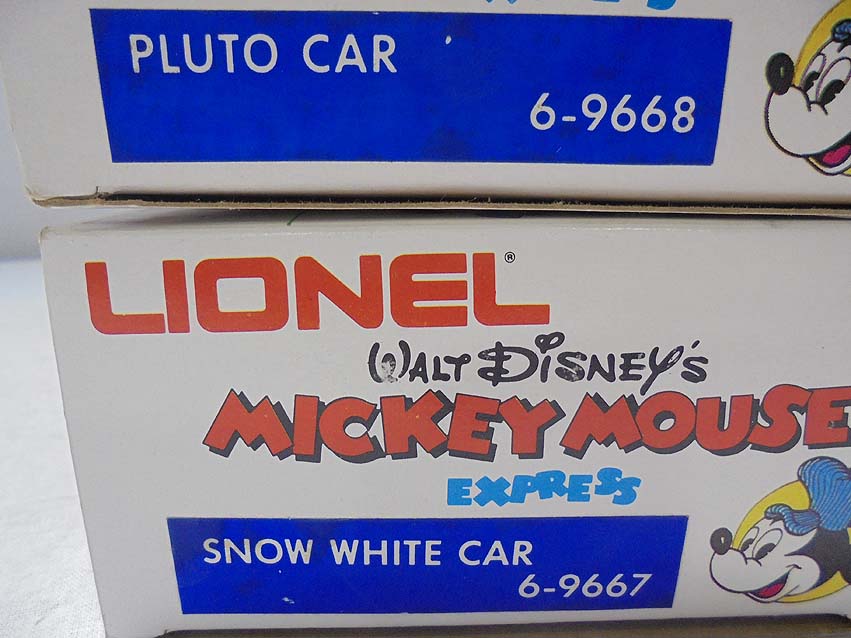 PLUTO CAR
6-9668
LIONEL®
WALT DISNEY'S
MICKEY MOUSE
EXPRESS
SNOW WHITE CAR
6-9667